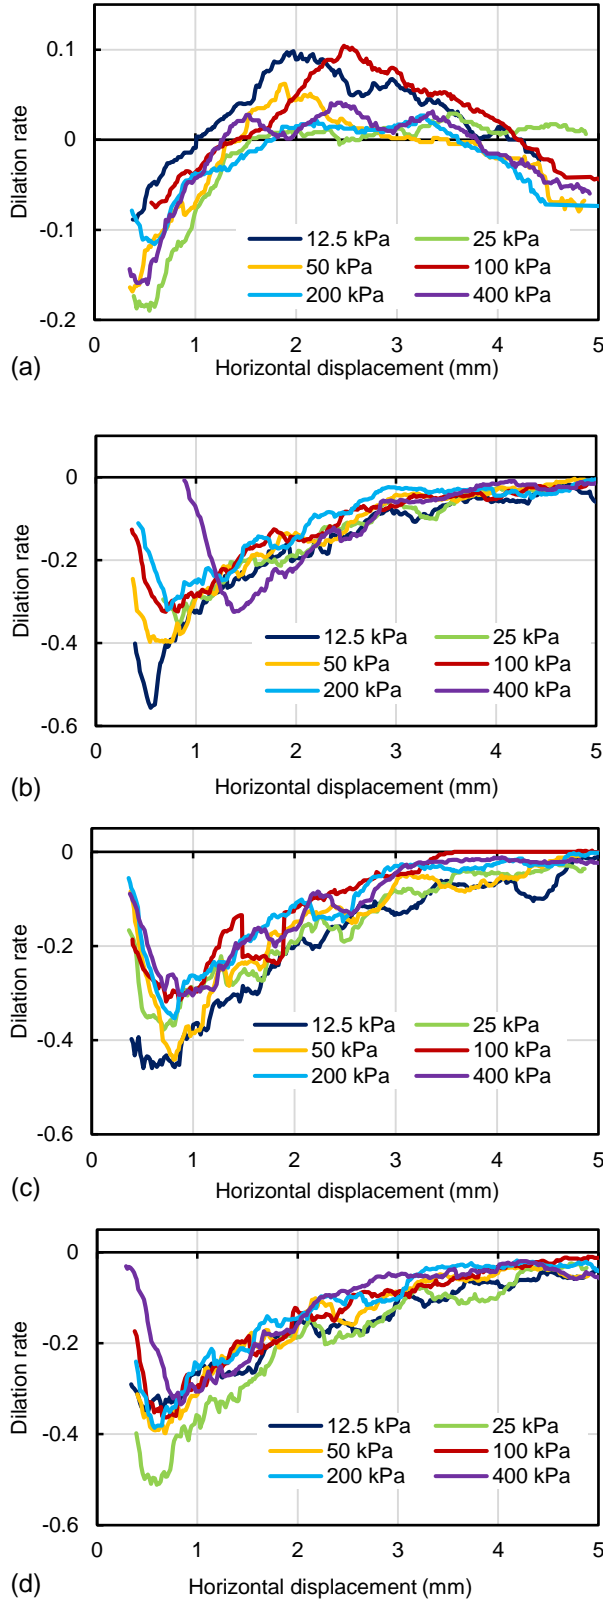 0.1
0
-0.1
-0.2
Dilation rate
12.5 kPa 25 kPa
50 kPa 100 kPa
200 kPa 400 kPa
0 1 2 3 4 5
(a) Horizontal displacement (mm)
0
-0.2
-0.4
-0.6
Dilation rate
12.5 kPa 25 kPa
50 kPa 100 kPa
200 kPa 400 kPa
0 1 2 3 4 5
(b) Horizontal displacement (mm)
0
-0.2
-0.4
-0.6
Dilation rate
12.5 kPa 25 kPa
50 kPa 100 kPa
200 kPa 400 kPa
0 1 2 3 4 5
(c) Horizontal displacement (mm)
0
-0.2
-0.4
-0.6
Dilation rate
12.5 kPa 25 kPa
50 kPa 100 kPa
200 kPa 400 kPa
0 1 2 3 4 5
(d) Horizontal displacement (mm)